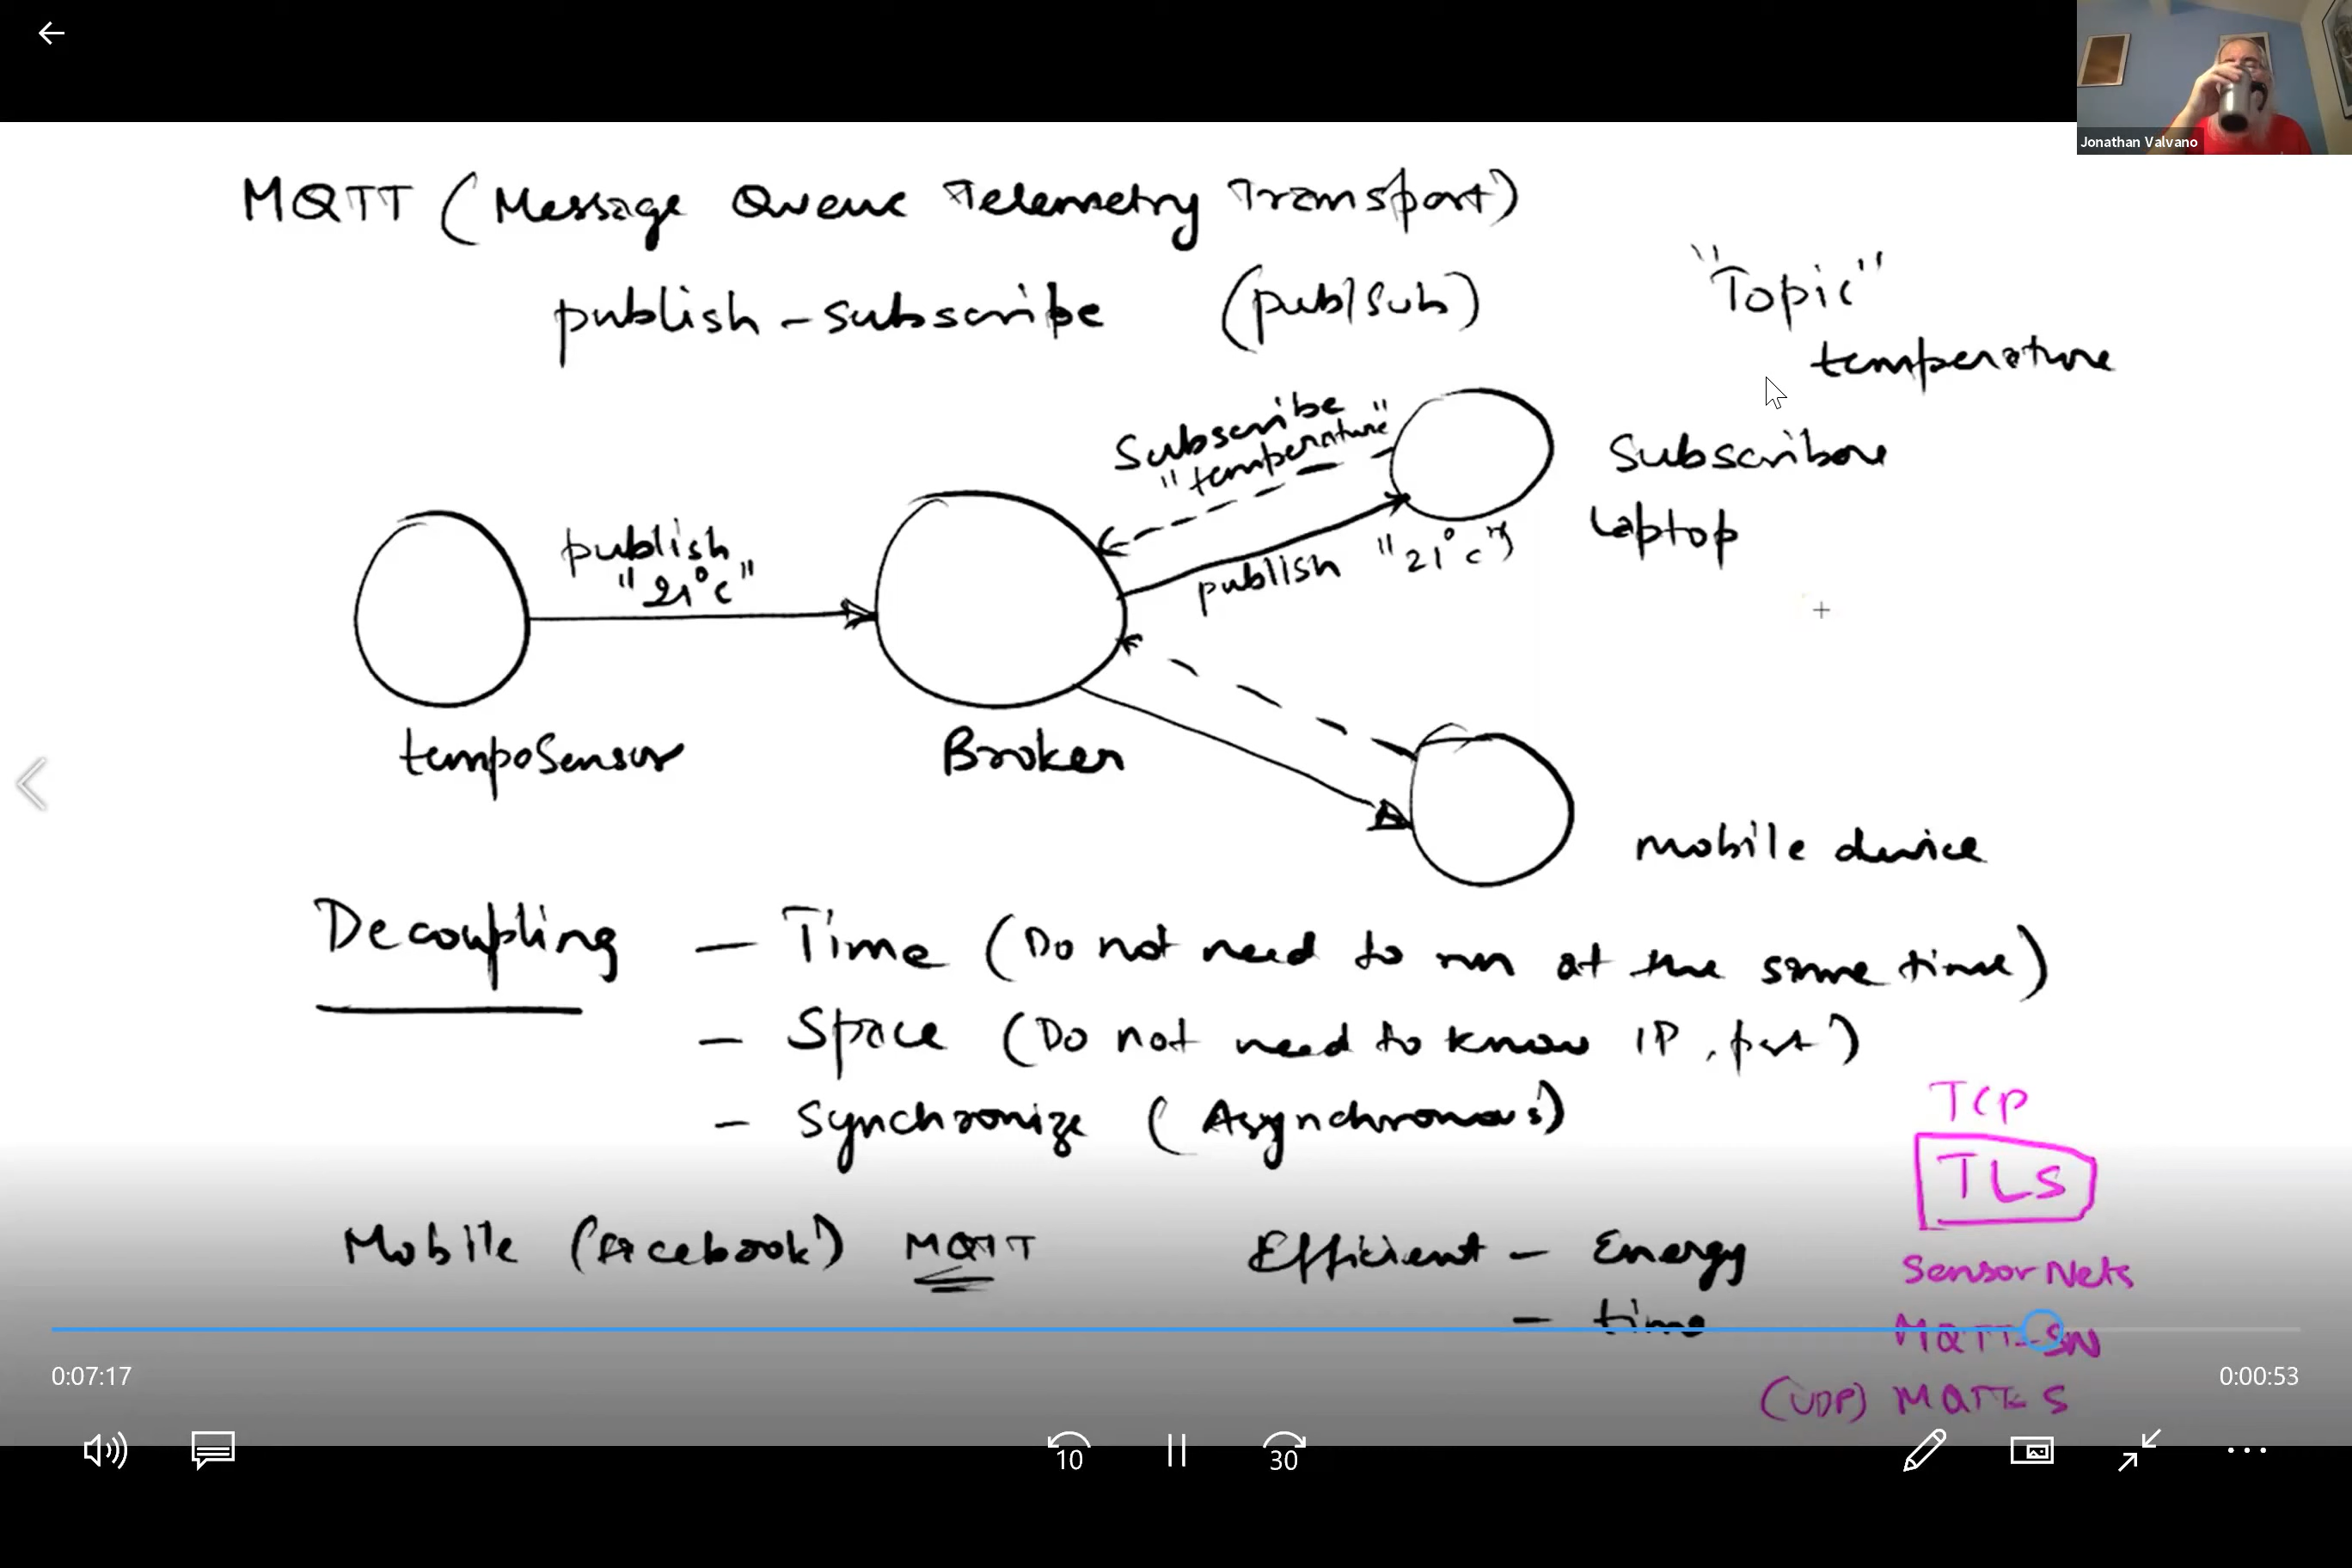 Jonathan Valvano
MQTT (Message Queue Telemetry Transport)
publish - subscribe (pub/sub)
"Topic"
temperature
Subscribe
"temperature"
Subscriber
Laptop
publish
"21°C"
publish "21°C"
tempSensor
Broker
mobile device
Decoupling - Time (Do not need to run at the same time)
- Space (Do not need to know IP, port)
- Synchronize (Asynchronous)
TCP
TLS
Mobile (facebook) MQTT
Efficient - Energy
- time
Sensor Nets
MQTT-SN
(UDP) MQTT-S
0:07:17
0:00:53
10
30